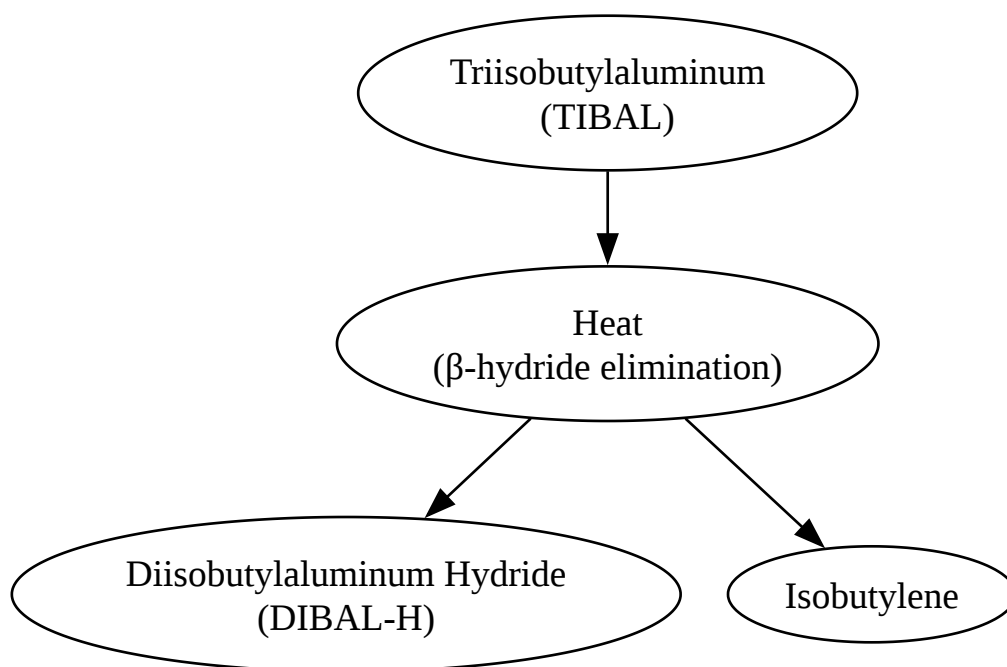 Triisobutylaluminum
(TIBAL)
Heat
(β-hydride elimination)
Diisobutylaluminum Hydride
(DIBAL-H)
Isobutylene